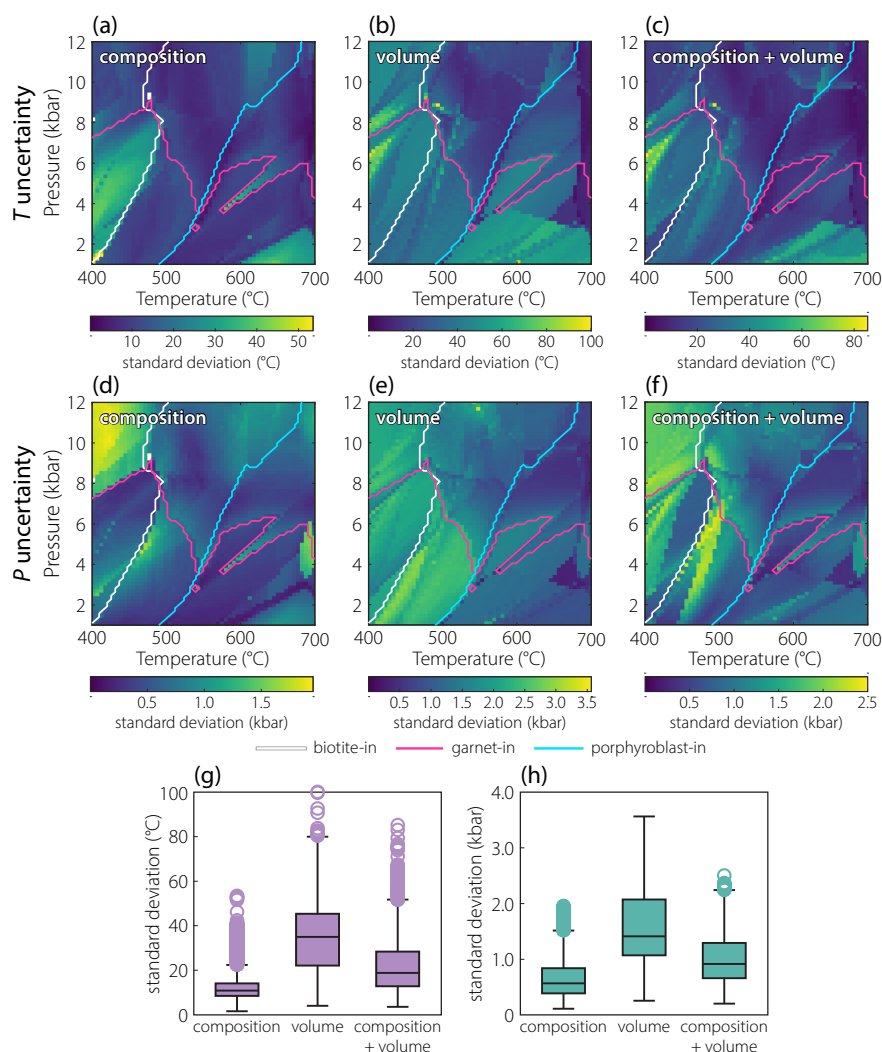 (a) (b) (c)
composition volume composition + volume
T uncertainty
Pressure (kbar)
12 12 12
10 10 10
8 8 8
6 6 6
4 4 4
2 2 2
400 500 600 700 400 500 600 700 400 500 600 700
Temperature (°C) Temperature (°C) Temperature (°C)
10 20 30 40 50 20 40 60 80 100 20 40 60 80
standard deviation (°C) standard deviation (°C) standard deviation (°C)
(d) (e) (f)
composition volume composition + volume
P uncertainty
Pressure (kbar)
12 12 12
10 10 10
8 8 8
6 6 6
4 4 4
2 2 2
400 500 600 700 400 500 600 700 400 500 600 700
Temperature (°C) Temperature (°C) Temperature (°C)
0.5 1.0 1.5 0.5 1.0 1.5 2.0 2.5 3.0 3.5 0.5 1.0 1.5 2.0 2.5
standard deviation (kbar) standard deviation (kbar) standard deviation (kbar)
biotite-in garnet-in porphyroblast-in
(g) (h)
standard deviation (°C) standard deviation (kbar)
100 4.0
80 3.0
60 2.0
40 1.0
20 0
0
composition volume composition + volume composition volume composition + volume